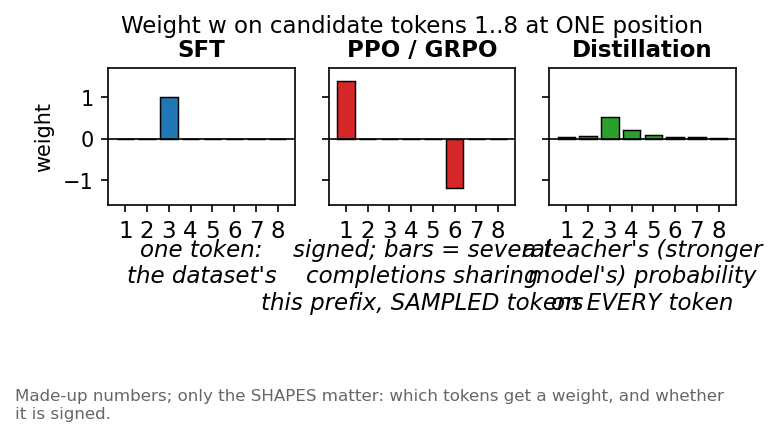 Weight w on candidate tokens 1..8 at ONE position
SFT
PPO / GRPO
Distillation
weight
1
0
−1
1 2 3 4 5 6 7 8
1 2 3 4 5 6 7 8
1 2 3 4 5 6 7 8
one token:
the dataset's
signed; bars = several
completions sharing
this prefix, SAMPLED tokens
a teacher's (stronger
model's) probability
on EVERY token
Made-up numbers; only the SHAPES matter: which tokens get a weight, and whether
it is signed.